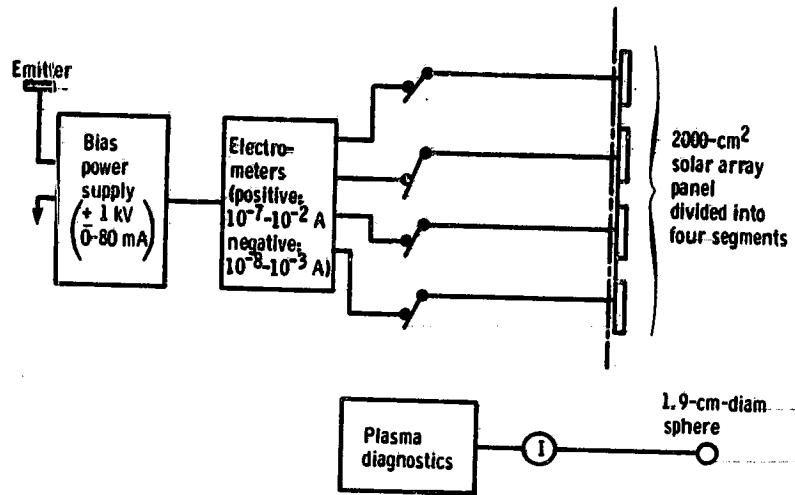 Emitter
Bias
power
supply
(± 1 kV
0-80 mA)
Electro-
meters
(positive:
10⁻⁷-10⁻² A
negative:
10⁻⁸-10⁻³ A)
2000-cm²
solar array
panel
divided into
four segments
Plasma
diagnostics
I
1.9-cm-diam
sphere